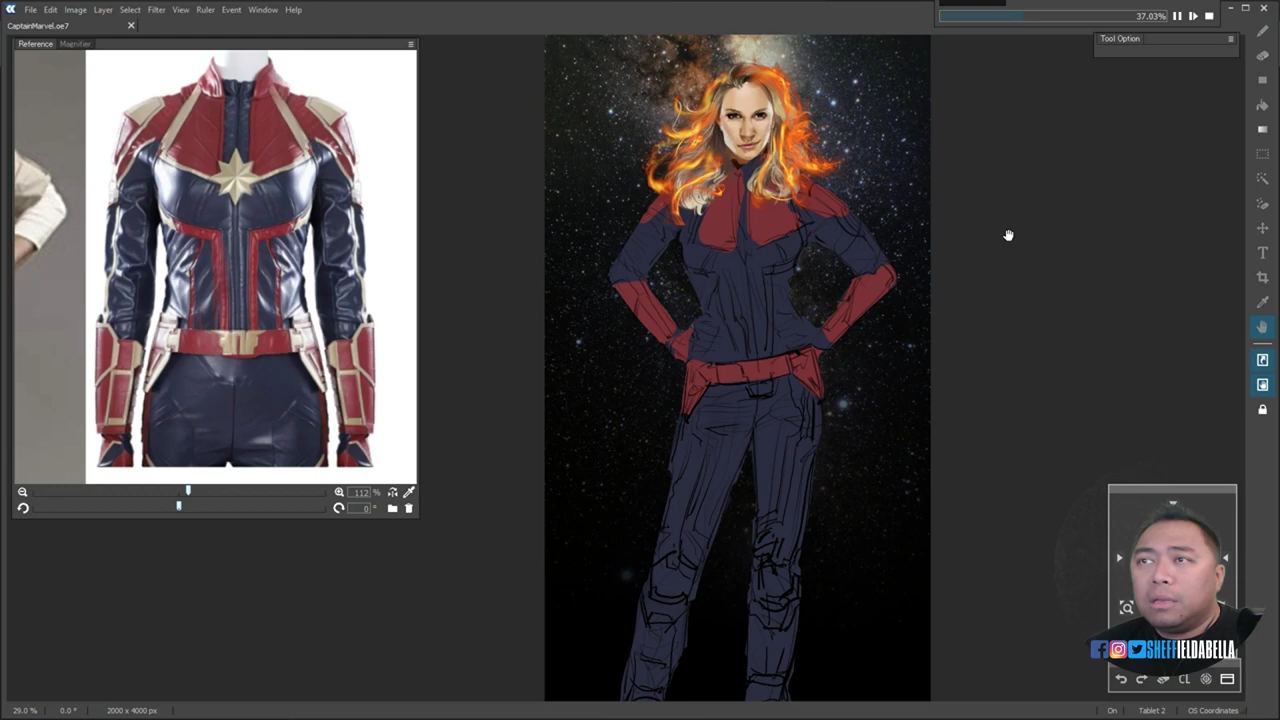 File Edit Image Layer Select Filter View Ruler Event Window Help
37.03%
CaptainMarvel.oe7
Reference Magnifier
Tool Option
112 %
0 °
SHEFFIELDABELLA
CL
29.0 % 0.0 ° 2000 x 4000 px
On Tablet 2 OS Coordinates